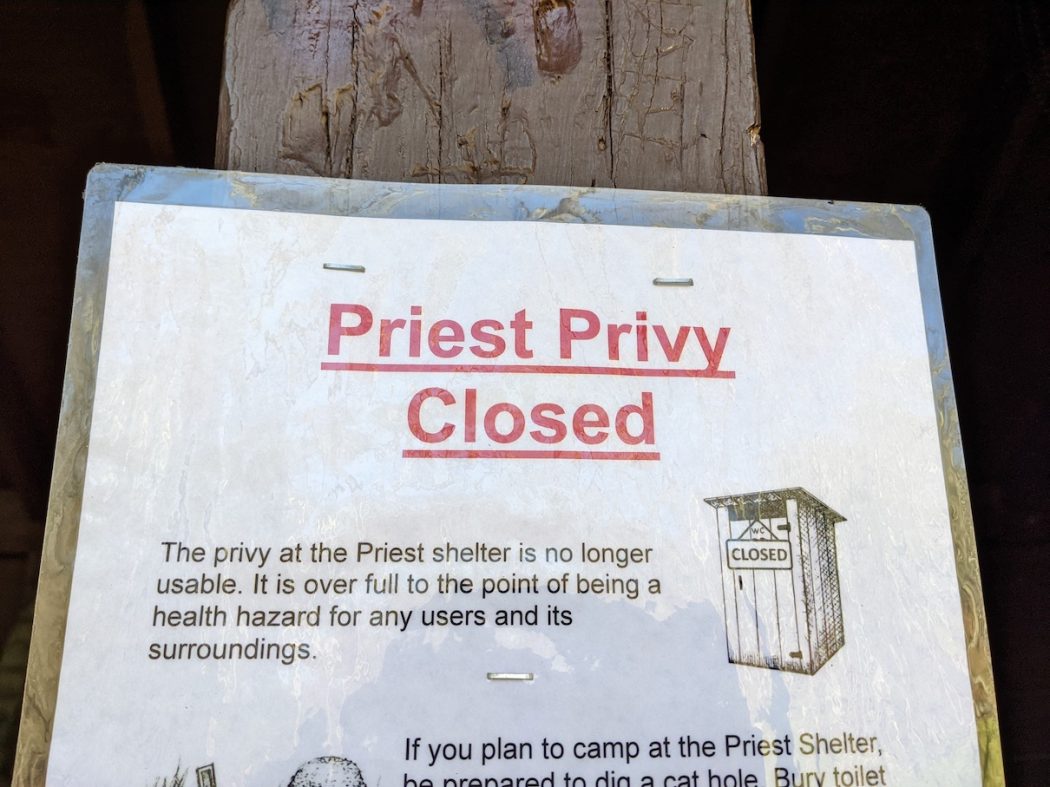 Priest Privy
Closed
WC
CLOSED
The privy at the Priest shelter is no longer
usable. It is over full to the point of being a
health hazard for any users and its
surroundings.
If you plan to camp at the Priest Shelter,
be prepared to dig a cat hole. Bury toilet